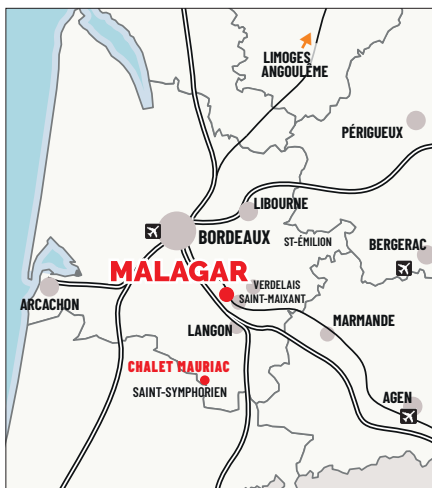 LIMOGES
ANGOULÊME
PÉRIGUEUX
LIBOURNE
BORDEAUX
ST-ÉMILION
BERGERAC
MALAGAR
VERDELAIS
SAINT-MAIXANT
ARCACHON
LANGON
MARMANDE
CHALET MAURIAC
SAINT-SYMPHORIEN
AGEN